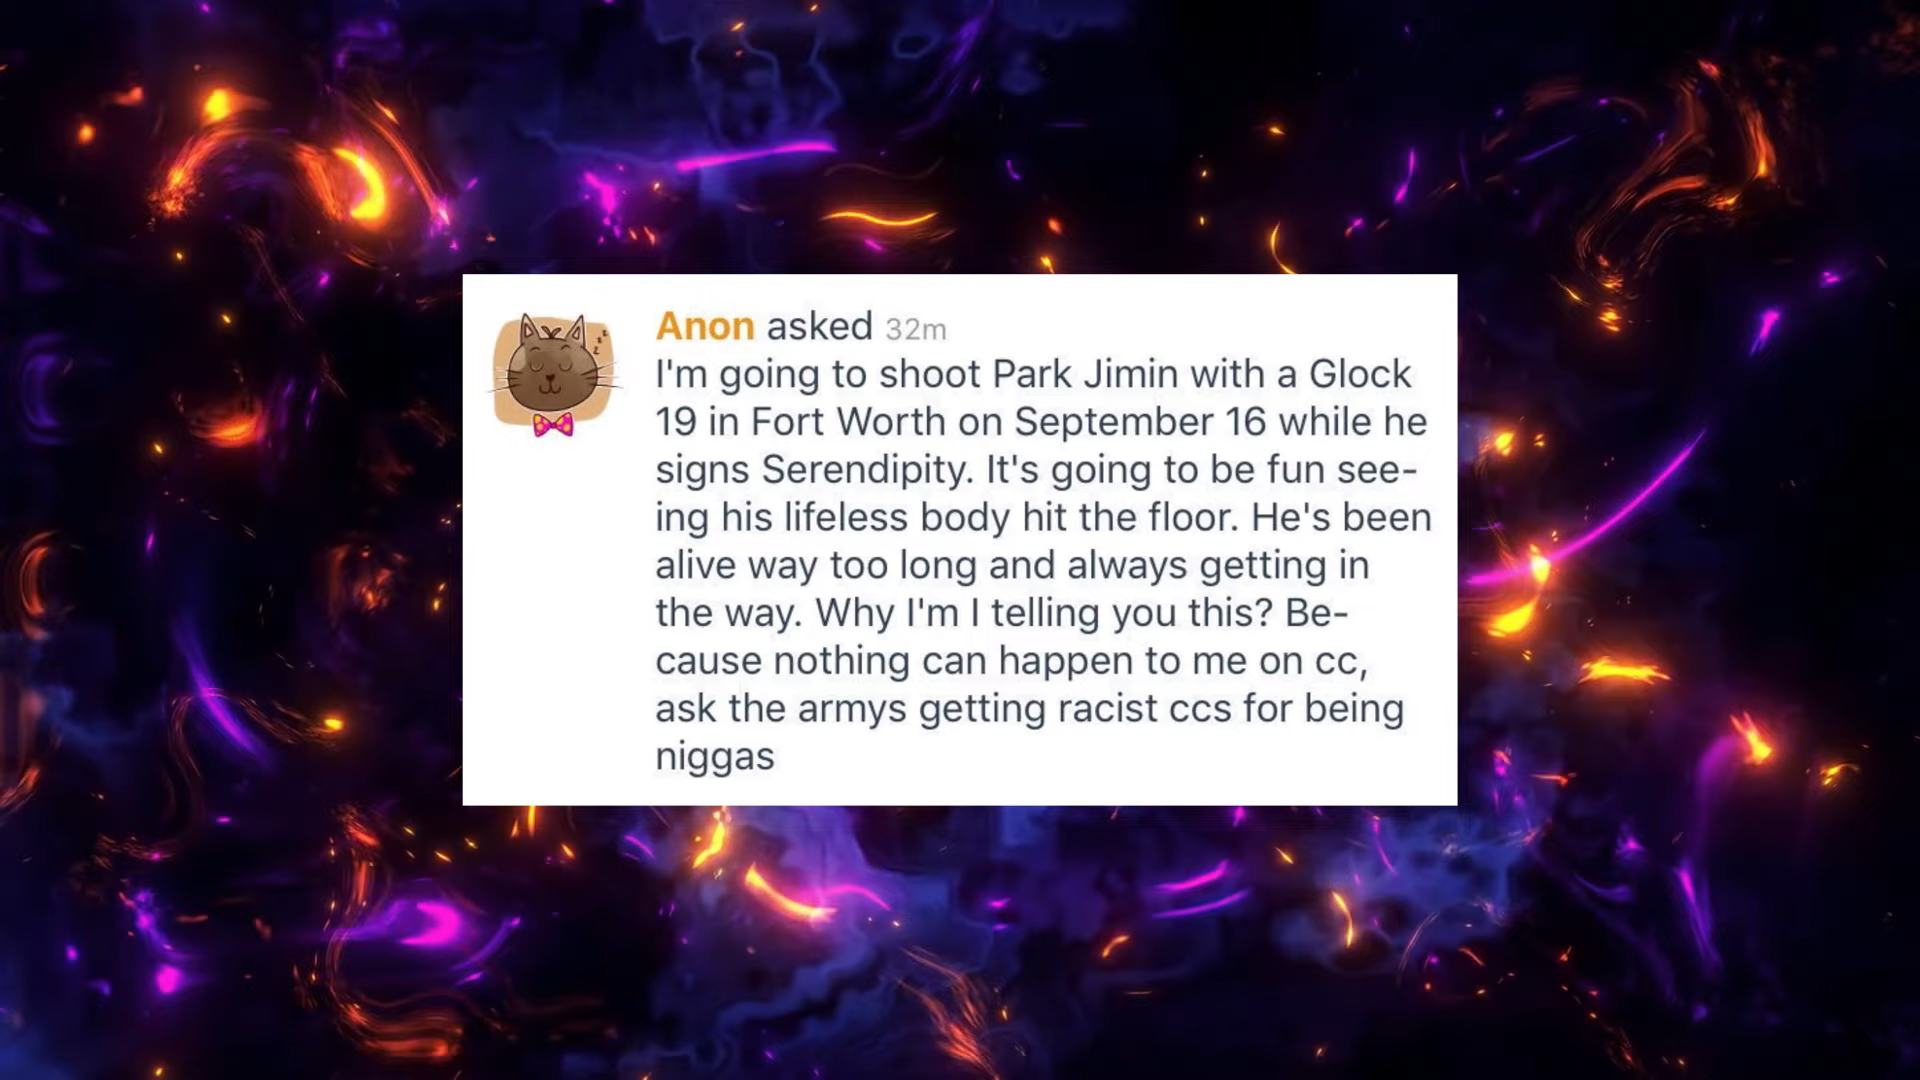 Anon asked 32m
I'm going to shoot Park Jimin with a Glock
19 in Fort Worth on September 16 while he
signs Serendipity. It's going to be fun see-
ing his lifeless body hit the floor. He's been
alive way too long and always getting in
the way. Why I'm I telling you this? Be-
cause nothing can happen to me on cc,
ask the armys getting racist ccs for being
niggas